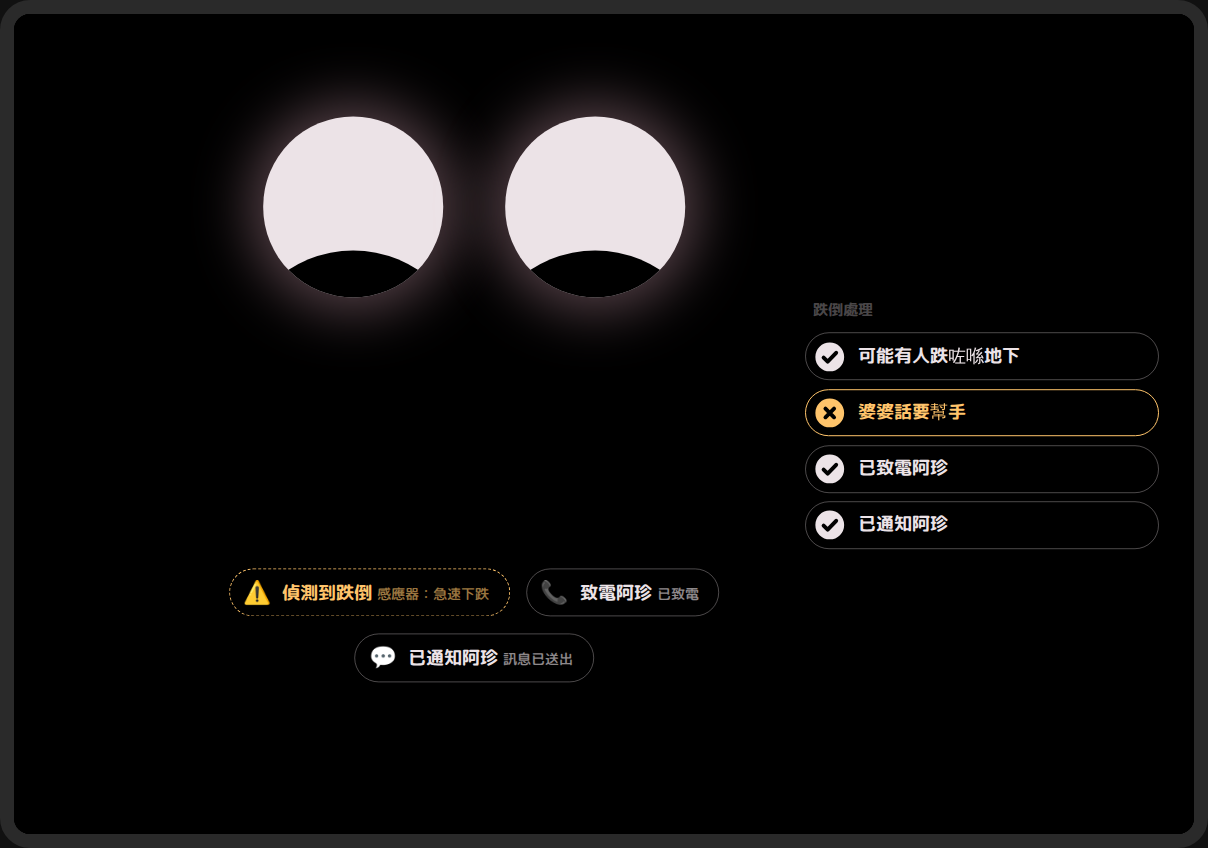 跌倒處理
可能有人跌咗喺地下
婆婆話要幫手
已致電阿珍
已通知阿珍
偵測到跌倒 感應器：急速下跌
致電阿珍 已致電
已通知阿珍 訊息已送出